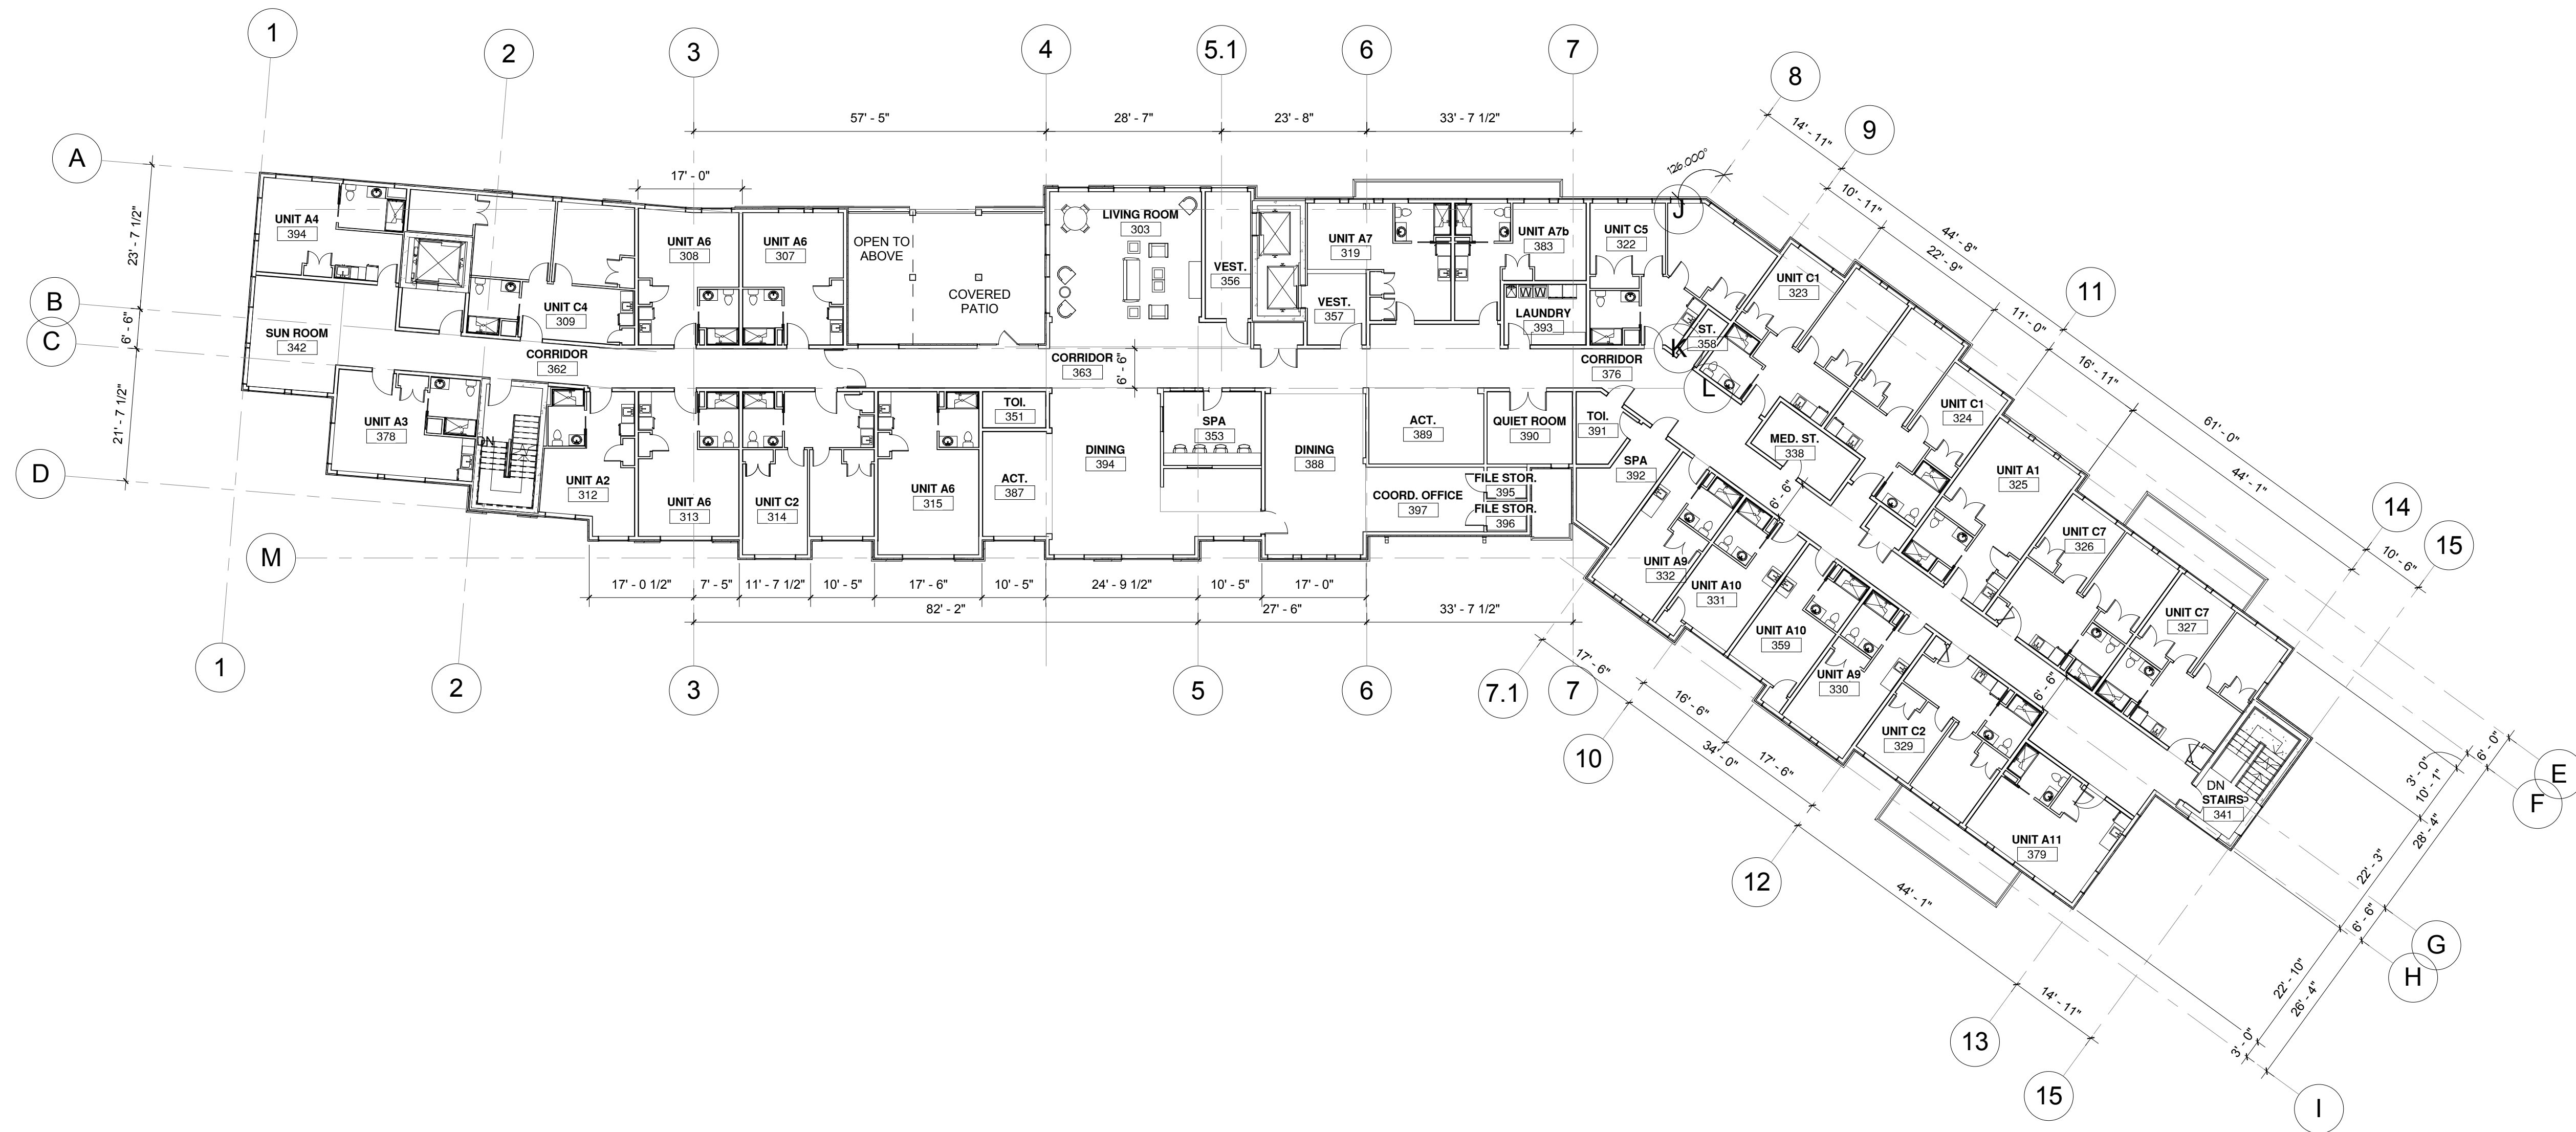 1
2
3
4
5.1
6
7
8
9
11
14
15
A
B
C
D
M
57' - 5"
28' - 7"
23' - 8"
33' - 7 1/2"
17' - 0"
126.000°
14' - 11"
10' - 11"
44' - 8"
22' - 9"
11' - 0"
16' - 11"
61' - 0"
44' - 1"
10' - 6"
23' - 7 1/2"
6' - 6"
21' - 7 1/2"
UNIT A4
394
SUN ROOM
342
UNIT C4
309
CORRIDOR
362
UNIT A3
378
DN
UNIT A2
312
UNIT A6
308
UNIT A6
307
UNIT A6
313
UNIT C2
314
UNIT A6
315
OPEN TO
ABOVE
COVERED
PATIO
LIVING ROOM
303
VEST.
356
VEST.
357
CORRIDOR
363
6' - 6"
TOI.
351
ACT.
387
DINING
394
SPA
353
DINING
388
UNIT A7
319
UNIT A7b
383
UNIT C5
322
LAUNDRY
393
CORRIDOR
376
ACT.
389
QUIET ROOM
390
TOI.
391
COORD. OFFICE
397
FILE STOR.
395
FILE STOR.
396
SPA
392
J
K
L
ST.
358
UNIT C1
323
UNIT C1
324
MED. ST.
338
6' - 6"
UNIT A1
325
UNIT C7
326
UNIT C7
327
UNIT A9
332
UNIT A10
331
UNIT A10
359
UNIT A9
330
UNIT C2
329
6' - 6"
UNIT A11
379
DN
STAIRS
341
17' - 0 1/2"
7' - 5"
11' - 7 1/2"
10' - 5"
17' - 6"
10' - 5"
24' - 9 1/2"
10' - 5"
17' - 0"
82' - 2"
27' - 6"
33' - 7 1/2"
1
2
3
5
6
7.1
7
10
12
13
15
17' - 6"
16' - 6"
34' - 0"
17' - 6"
44' - 1"
14' - 11"
6' - 0"
3' - 0"
10' - 1"
28' - 4"
22' - 3"
6' - 6"
22' - 10"
26' - 4"
3' - 0"
E
F
G
H
I